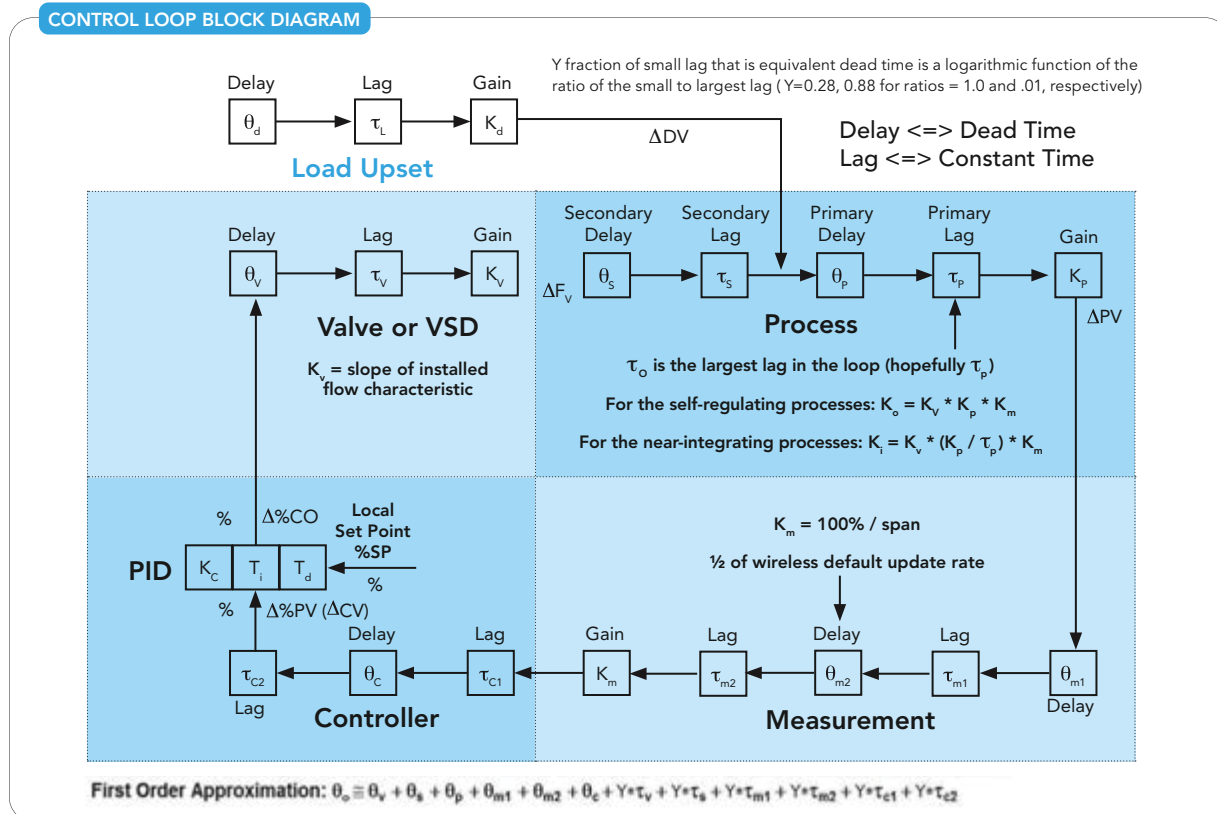 CONTROL LOOP BLOCK DIAGRAM
Y fraction of small lag that is equivalent dead time is a logarithmic function of the
ratio of the small to largest lag ( Y=0.28, 0.88 for ratios = 1.0 and .01, respectively)
Delay Lag Gain
θd τL Kd
ΔDV
Load Upset
Delay <=> Dead Time
Lag <=> Constant Time
Delay Lag Gain
θV τV KV
Valve or VSD
Kv = slope of installed
flow characteristic
Secondary Secondary Primary Primary
Delay Lag Delay Lag Gain
θS τS θP τP KP
ΔFV
ΔPV
Process
τO is the largest lag in the loop (hopefully τp)
For the self-regulating processes: Ko = KV * Kp * Km
For the near-integrating processes: Ki = Kv * (Kp / τp) * Km
% Δ%CO
Local
Set Point
%SP
%
PID KC Ti Td
% Δ%PV (ΔCV)
Delay Lag
τC2 θC τC1
Lag
Controller
Km = 100% / span
½ of wireless default update rate
Gain Lag Delay Lag
Km τm2 θm2 τm1 θm1
Delay
Measurement
First Order Approximation: θo ≅ θv + θs + θp + θm1 + θm2 + θc + Y*τv + Y*τs + Y*τm1 + Y*τm2 + Y*τc1 + Y*τc2